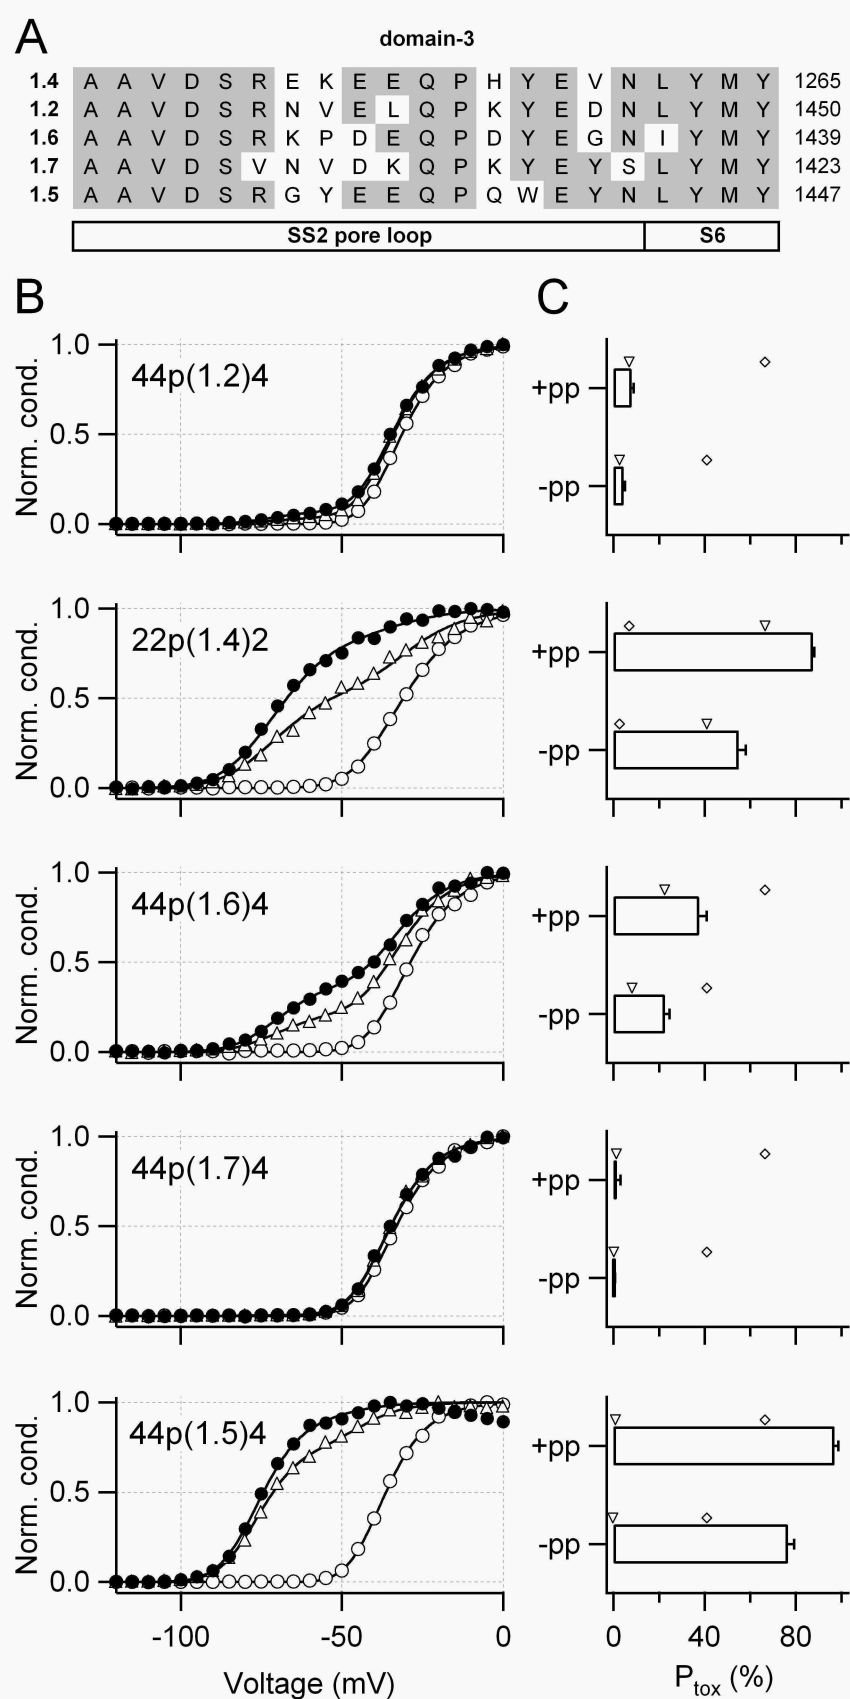 A
domain-3
1.4 A A V D S R E K E E Q P H Y E V N L Y M Y 1265
1.2 A A V D S R N V E L Q P K Y E D N L Y M Y 1450
1.6 A A V D S R K P D E Q P D Y E G N I Y M Y 1439
1.7 A A V D S V N V D K Q P K Y E Y S L Y M Y 1423
1.5 A A V D S R G Y E E Q P Q W E Y N L Y M Y 1447
SS2 pore loop S6
B C
Norm. cond.
1.0
0.5
0.0
44p(1.2)4
+pp
-pp
Norm. cond.
1.0
0.5
0.0
22p(1.4)2
+pp
-pp
Norm. cond.
1.0
0.5
0.0
44p(1.6)4
+pp
-pp
Norm. cond.
1.0
0.5
0.0
44p(1.7)4
+pp
-pp
Norm. cond.
1.0
0.5
0.0
44p(1.5)4
+pp
-pp
-100 -50 0
Voltage (mV)
0 40 80
Ptox (%)